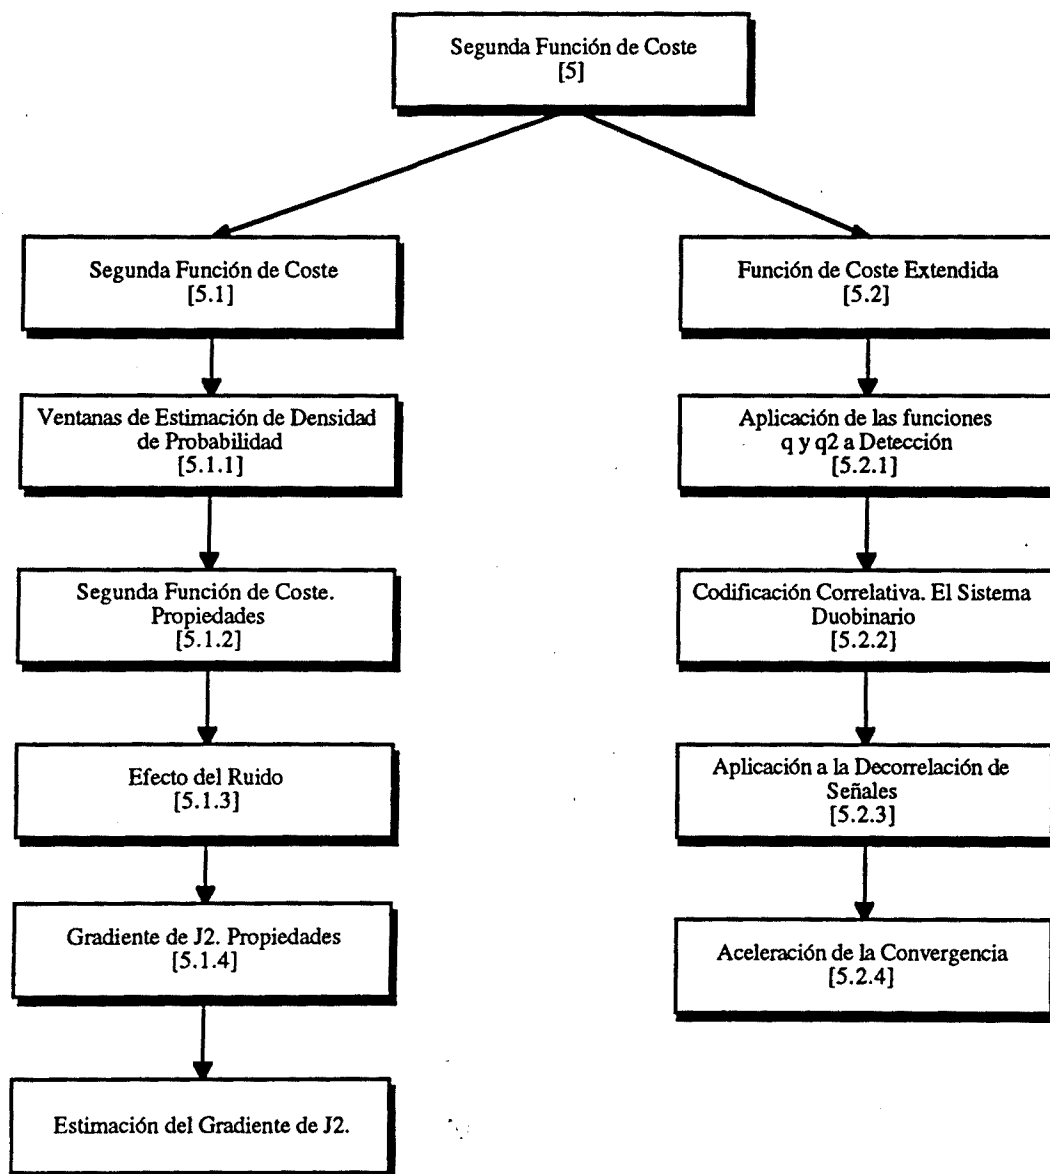 Segunda Función de Coste
[5]
Segunda Función de Coste
[5.1]
Ventanas de Estimación de Densidad
de Probabilidad
[5.1.1]
Segunda Función de Coste.
Propiedades
[5.1.2]
Efecto del Ruido
[5.1.3]
Gradiente de J2. Propiedades
[5.1.4]
Estimación del Gradiente de J2.
Función de Coste Extendida
[5.2]
Aplicación de las funciones
q y q2 a Detección
[5.2.1]
Codificación Correlativa. El Sistema
Duobinario
[5.2.2]
Aplicación a la Decorrelación de
Señales
[5.2.3]
Aceleración de la Convergencia
[5.2.4]